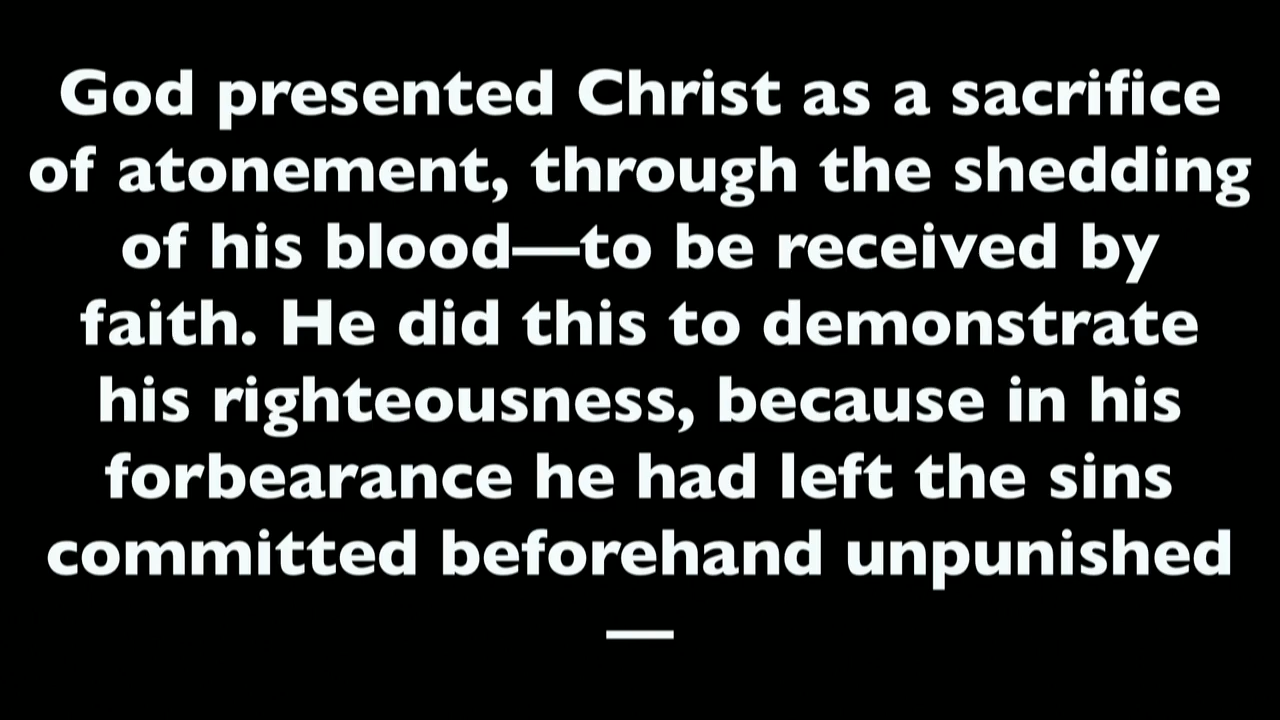 God presented Christ as a sacrifice
of atonement, through the shedding
of his blood—to be received by
faith. He did this to demonstrate
his righteousness, because in his
forbearance he had left the sins
committed beforehand unpunished
—